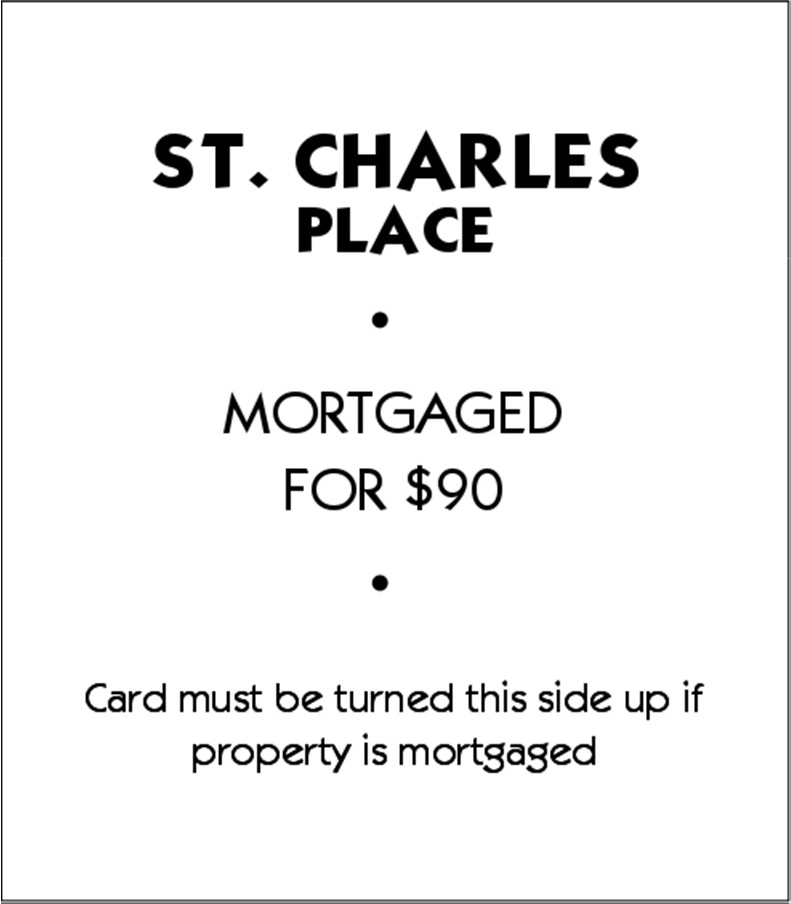 ST. CHARLES
PLACE
•
MORTGAGED
FOR $90
•
Card must be turned this side up if
property is mortgaged